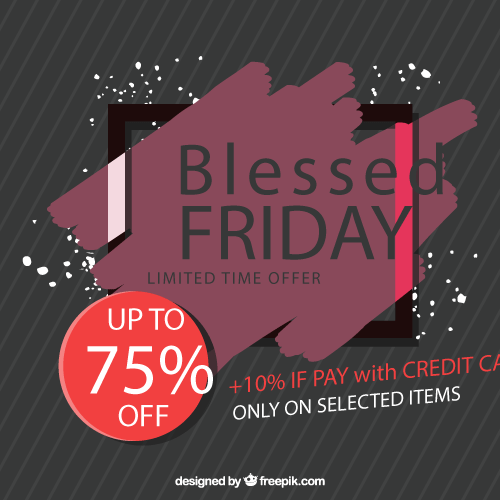 Blessed
FRIDAY
LIMITED TIME OFFER
UP TO
75%
OFF
+10% IF PAY with CREDIT CA
ONLY ON SELECTED ITEMS
designed by freepik.com